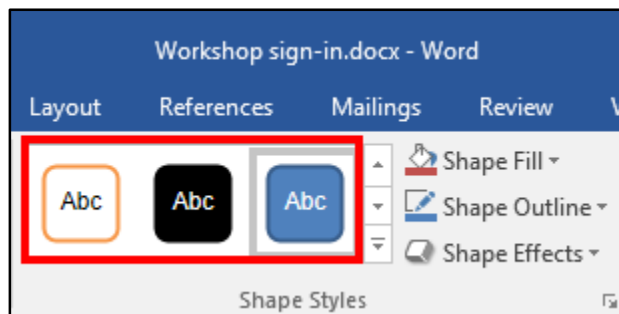 Workshop sign-in.docx - Word
Layout References Mailings Review
Abc Abc Abc
Shape Fill
Shape Outline
Shape Effects
Shape Styles